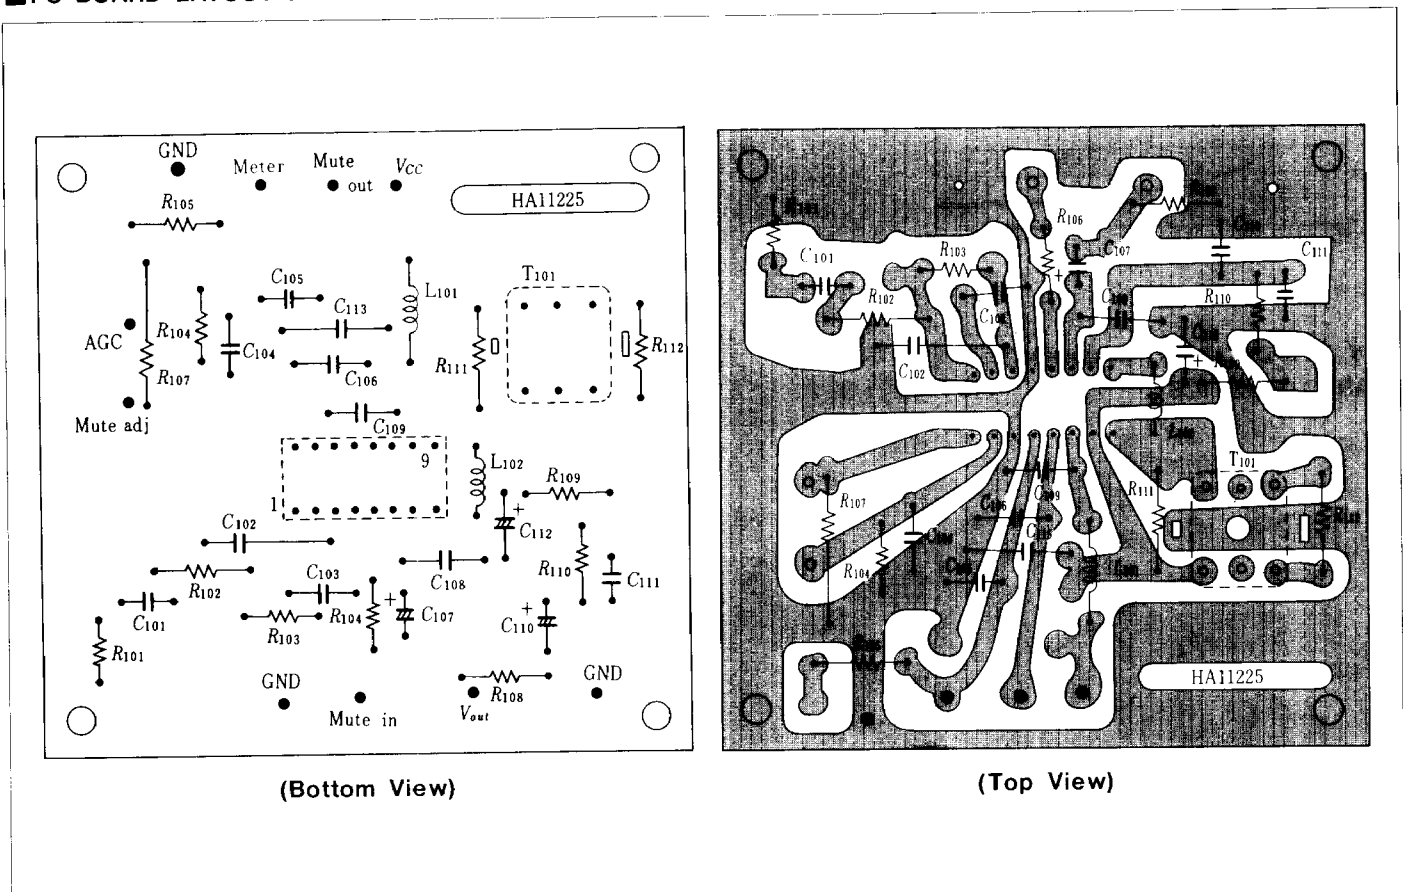 GND
Meter
Mute
out
VCC
HA11225
R105
C105
C113
L101
T101
AGC
R104
C104
R107
C106
R111
R112
Mute adj
C109
9
L102
1
R109
+
C112
C102
C108
R110
C111
R102
C103
R104
+
C107
+
C110
C101
R103
R101
GND
GND
R108
Mute in
Vout
(Bottom View)
R106
C101
R103
+
C107
C111
R102
R110
C102
+
T101
R107
C109
R111
R104
HA11225
(Top View)